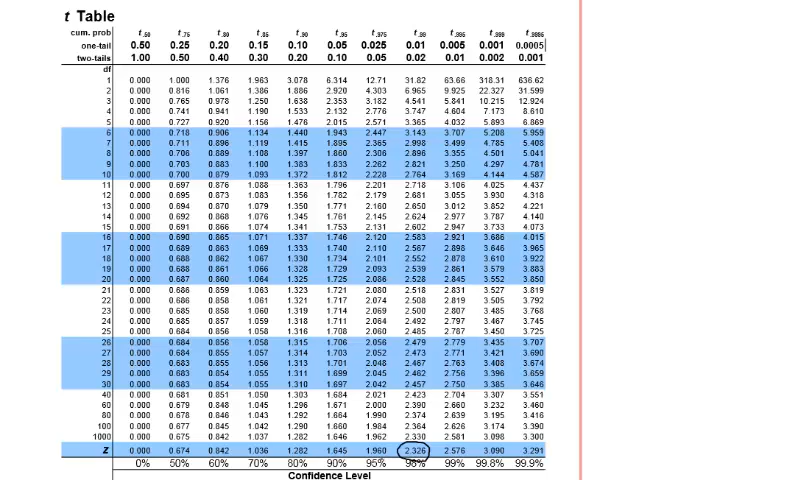 t Table
cum. prob t .50 t .75 t .80 t .85 t .90 t .95 t .975 t .99 t .995 t .999 t .9995
one-tail 0.50 0.25 0.20 0.15 0.10 0.05 0.025 0.01 0.005 0.001 0.0005
two-tails 1.00 0.50 0.40 0.30 0.20 0.10 0.05 0.02 0.01 0.002 0.001
df
1 0.000 1.000 1.376 1.963 3.078 6.314 12.71 31.82 63.66 318.31 636.62
2 0.000 0.816 1.061 1.386 1.886 2.920 4.303 6.965 9.925 22.327 31.599
3 0.000 0.765 0.978 1.250 1.638 2.353 3.182 4.541 5.841 10.215 12.924
4 0.000 0.741 0.941 1.190 1.533 2.132 2.776 3.747 4.604 7.173 8.610
5 0.000 0.727 0.920 1.156 1.476 2.015 2.571 3.365 4.032 5.893 6.869
6 0.000 0.718 0.906 1.134 1.440 1.943 2.447 3.143 3.707 5.208 5.959
7 0.000 0.711 0.896 1.119 1.415 1.895 2.365 2.998 3.499 4.785 5.408
8 0.000 0.706 0.889 1.108 1.397 1.860 2.306 2.896 3.355 4.501 5.041
9 0.000 0.703 0.883 1.100 1.383 1.833 2.262 2.821 3.250 4.297 4.781
10 0.000 0.700 0.879 1.093 1.372 1.812 2.228 2.764 3.169 4.144 4.587
11 0.000 0.697 0.876 1.088 1.363 1.796 2.201 2.718 3.106 4.025 4.437
12 0.000 0.695 0.873 1.083 1.356 1.782 2.179 2.681 3.055 3.930 4.318
13 0.000 0.694 0.870 1.079 1.350 1.771 2.160 2.650 3.012 3.852 4.221
14 0.000 0.692 0.868 1.076 1.345 1.761 2.145 2.624 2.977 3.787 4.140
15 0.000 0.691 0.866 1.074 1.341 1.753 2.131 2.602 2.947 3.733 4.073
16 0.000 0.690 0.865 1.071 1.337 1.746 2.120 2.583 2.921 3.686 4.015
17 0.000 0.689 0.863 1.069 1.333 1.740 2.110 2.567 2.898 3.646 3.965
18 0.000 0.688 0.862 1.067 1.330 1.734 2.101 2.552 2.878 3.610 3.922
19 0.000 0.688 0.861 1.066 1.328 1.729 2.093 2.539 2.861 3.579 3.883
20 0.000 0.687 0.860 1.064 1.325 1.725 2.086 2.528 2.845 3.552 3.850
21 0.000 0.686 0.859 1.063 1.323 1.721 2.080 2.518 2.831 3.527 3.819
22 0.000 0.686 0.858 1.061 1.321 1.717 2.074 2.508 2.819 3.505 3.792
23 0.000 0.685 0.858 1.060 1.319 1.714 2.069 2.500 2.807 3.485 3.768
24 0.000 0.685 0.857 1.059 1.318 1.711 2.064 2.492 2.797 3.467 3.745
25 0.000 0.684 0.856 1.058 1.316 1.708 2.060 2.485 2.787 3.450 3.725
26 0.000 0.684 0.856 1.058 1.315 1.706 2.056 2.479 2.779 3.435 3.707
27 0.000 0.684 0.855 1.057 1.314 1.703 2.052 2.473 2.771 3.421 3.690
28 0.000 0.683 0.855 1.056 1.313 1.701 2.048 2.467 2.763 3.408 3.674
29 0.000 0.683 0.854 1.055 1.311 1.699 2.045 2.462 2.756 3.396 3.659
30 0.000 0.683 0.854 1.055 1.310 1.697 2.042 2.457 2.750 3.385 3.646
40 0.000 0.681 0.851 1.050 1.303 1.684 2.021 2.423 2.704 3.307 3.551
60 0.000 0.679 0.848 1.045 1.296 1.671 2.000 2.390 2.660 3.232 3.460
80 0.000 0.678 0.846 1.043 1.292 1.664 1.990 2.374 2.639 3.195 3.416
100 0.000 0.677 0.845 1.042 1.290 1.660 1.984 2.364 2.626 3.174 3.390
1000 0.000 0.675 0.842 1.037 1.282 1.646 1.962 2.330 2.581 3.098 3.300
Z 0.000 0.674 0.842 1.036 1.282 1.645 1.960 2.326 2.576 3.090 3.291
0% 50% 60% 70% 80% 90% 95% 98% 99% 99.8% 99.9%
Confidence Level